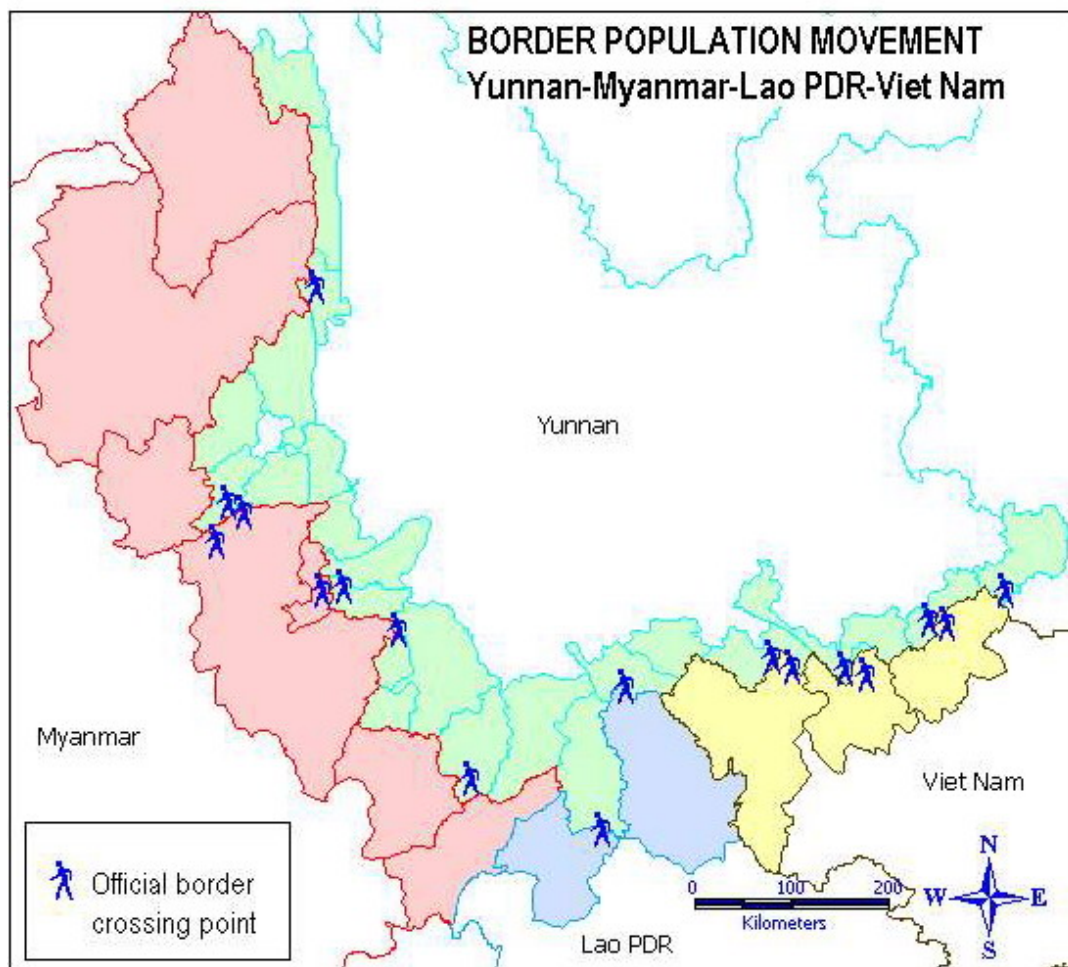 BORDER POPULATION MOVEMENT
Yunnan-Myanmar-Lao PDR-Viet Nam
Yunnan
Myanmar
Viet Nam
Official border
crossing point
0 100 200
Kilometers
Lao PDR
N
W E
S